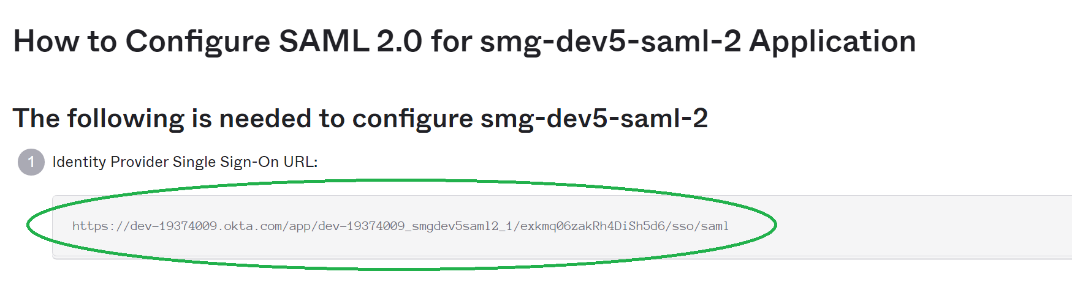 How to Configure SAML 2.0 for smg-dev5-saml-2 Application
The following is needed to configure smg-dev5-saml-2
1 Identity Provider Single Sign-On URL:
https://dev-19374009.okta.com/app/dev-19374009_smgdev5saml2_1/exkmq06zakRh4DiSh5d6/sso/saml